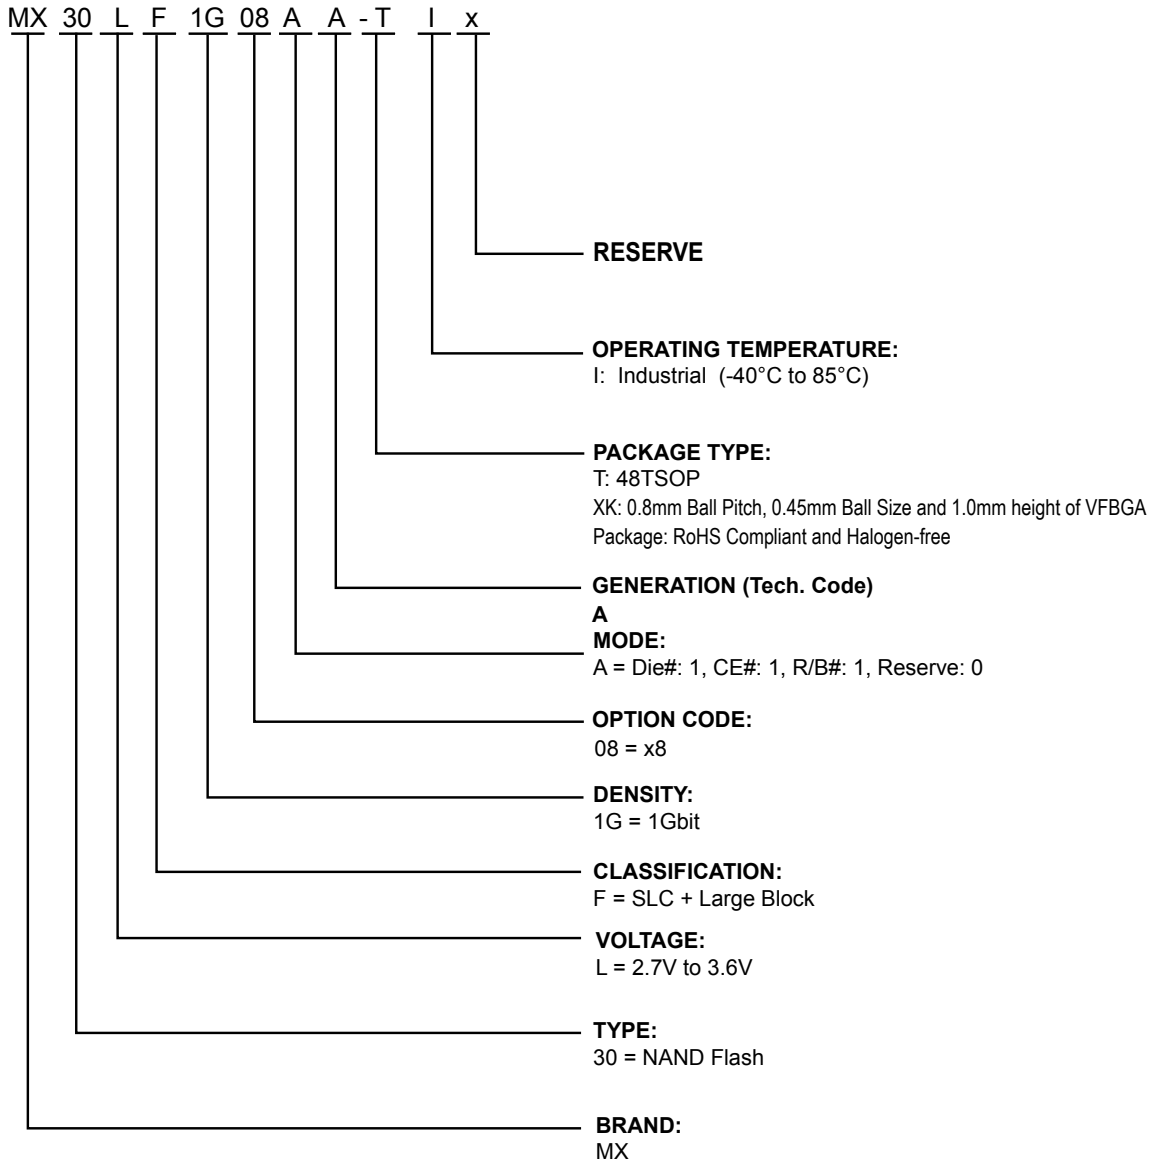 MX 30 L F 1G 08 A A - T I x
RESERVE
OPERATING TEMPERATURE:
I: Industrial (-40°C to 85°C)
PACKAGE TYPE:
T: 48TSOP
XK: 0.8mm Ball Pitch, 0.45mm Ball Size and 1.0mm height of VFBGA
Package: RoHS Compliant and Halogen-free
GENERATION (Tech. Code)
A
MODE:
A = Die#: 1, CE#: 1, R/B#: 1, Reserve: 0
OPTION CODE:
08 = x8
DENSITY:
1G = 1Gbit
CLASSIFICATION:
F = SLC + Large Block
VOLTAGE:
L = 2.7V to 3.6V
TYPE:
30 = NAND Flash
BRAND:
MX